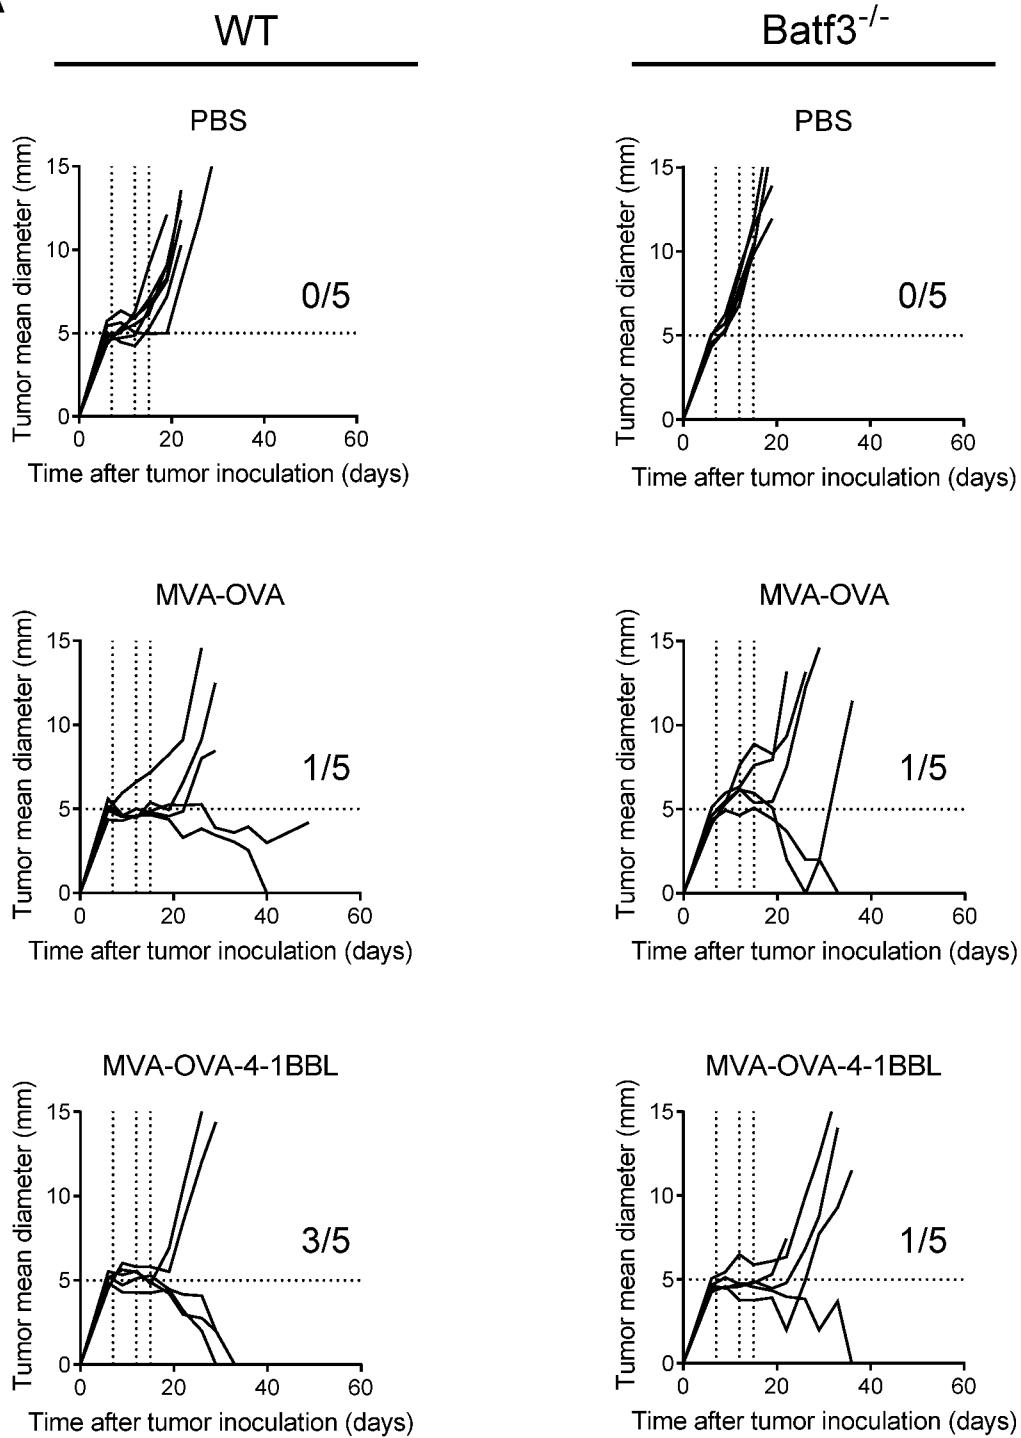 WT
Batf3-/-
PBS
Tumor mean diameter (mm)
15
10
5
0
0/5
0 20 40 60
Time after tumor inoculation (days)
PBS
Tumor mean diameter (mm)
15
10
5
0
0/5
0 20 40 60
Time after tumor inoculation (days)
MVA-OVA
Tumor mean diameter (mm)
15
10
5
0
1/5
0 20 40 60
Time after tumor inoculation (days)
MVA-OVA
Tumor mean diameter (mm)
15
10
5
0
1/5
0 20 40 60
Time after tumor inoculation (days)
MVA-OVA-4-1BBL
Tumor mean diameter (mm)
15
10
5
0
3/5
0 20 40 60
Time after tumor inoculation (days)
MVA-OVA-4-1BBL
Tumor mean diameter (mm)
15
10
5
0
1/5
0 20 40 60
Time after tumor inoculation (days)